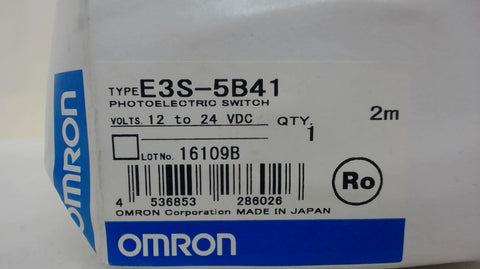 TYPE E3S-5B41
PHOTOELECTRIC SWITCH
VOLTS. 12 to 24 VDC QTY. 1 2m
LOT No. 16109B
Ro
4 536853 286026
OMRON Corporation MADE IN JAPAN
OMRON
OMRON